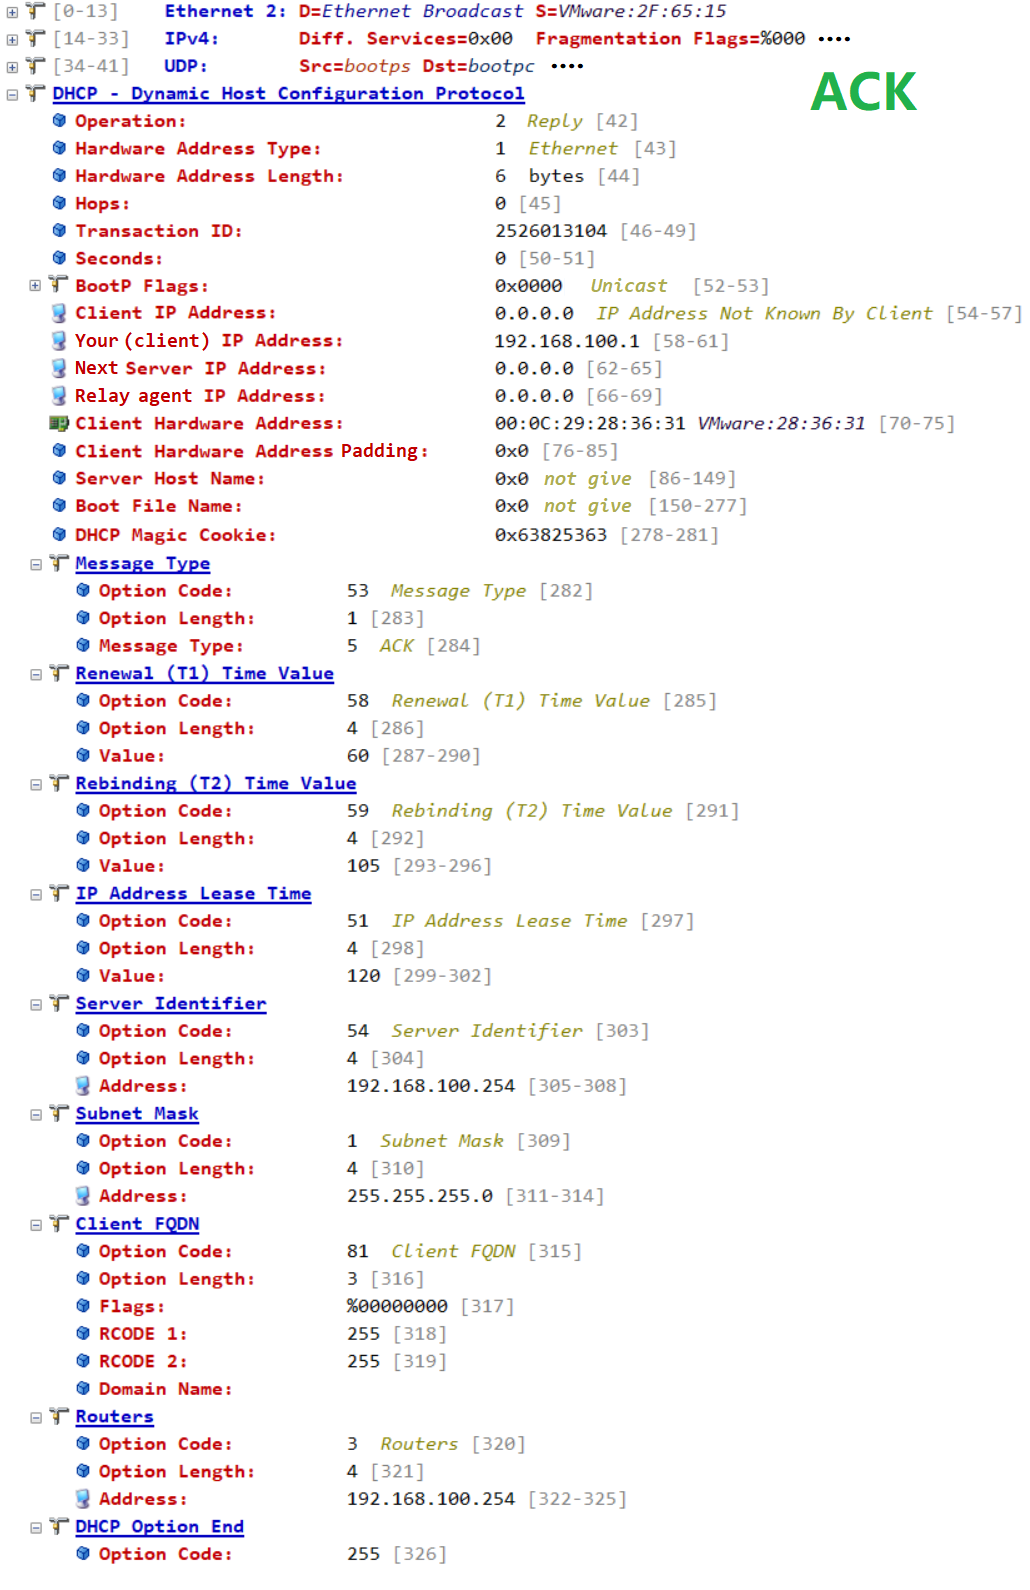 [0-13] Ethernet 2: D=Ethernet Broadcast S=VMware:2F:65:15
[14-33] IPv4: Diff. Services=0x00 Fragmentation Flags=%000 ••••
[34-41] UDP: Src=bootps Dst=bootpc ••••
DHCP - Dynamic Host Configuration Protocol
ACK
Operation: 2 Reply [42]
Hardware Address Type: 1 Ethernet [43]
Hardware Address Length: 6 bytes [44]
Hops: 0 [45]
Transaction ID: 2526013104 [46-49]
Seconds: 0 [50-51]
BootP Flags: 0x0000 Unicast [52-53]
Client IP Address: 0.0.0.0 IP Address Not Known By Client [54-57]
Your (client) IP Address: 192.168.100.1 [58-61]
Next Server IP Address: 0.0.0.0 [62-65]
Relay agent IP Address: 0.0.0.0 [66-69]
Client Hardware Address: 00:0C:29:28:36:31 VMware:28:36:31 [70-75]
Client Hardware Address Padding: 0x0 [76-85]
Server Host Name: 0x0 not give [86-149]
Boot File Name: 0x0 not give [150-277]
DHCP Magic Cookie: 0x63825363 [278-281]
Message Type
Option Code: 53 Message Type [282]
Option Length: 1 [283]
Message Type: 5 ACK [284]
Renewal (T1) Time Value
Option Code: 58 Renewal (T1) Time Value [285]
Option Length: 4 [286]
Value: 60 [287-290]
Rebinding (T2) Time Value
Option Code: 59 Rebinding (T2) Time Value [291]
Option Length: 4 [292]
Value: 105 [293-296]
IP Address Lease Time
Option Code: 51 IP Address Lease Time [297]
Option Length: 4 [298]
Value: 120 [299-302]
Server Identifier
Option Code: 54 Server Identifier [303]
Option Length: 4 [304]
Address: 192.168.100.254 [305-308]
Subnet Mask
Option Code: 1 Subnet Mask [309]
Option Length: 4 [310]
Address: 255.255.255.0 [311-314]
Client FQDN
Option Code: 81 Client FQDN [315]
Option Length: 3 [316]
Flags: %00000000 [317]
RCODE 1: 255 [318]
RCODE 2: 255 [319]
Domain Name:
Routers
Option Code: 3 Routers [320]
Option Length: 4 [321]
Address: 192.168.100.254 [322-325]
DHCP Option End
Option Code: 255 [326]